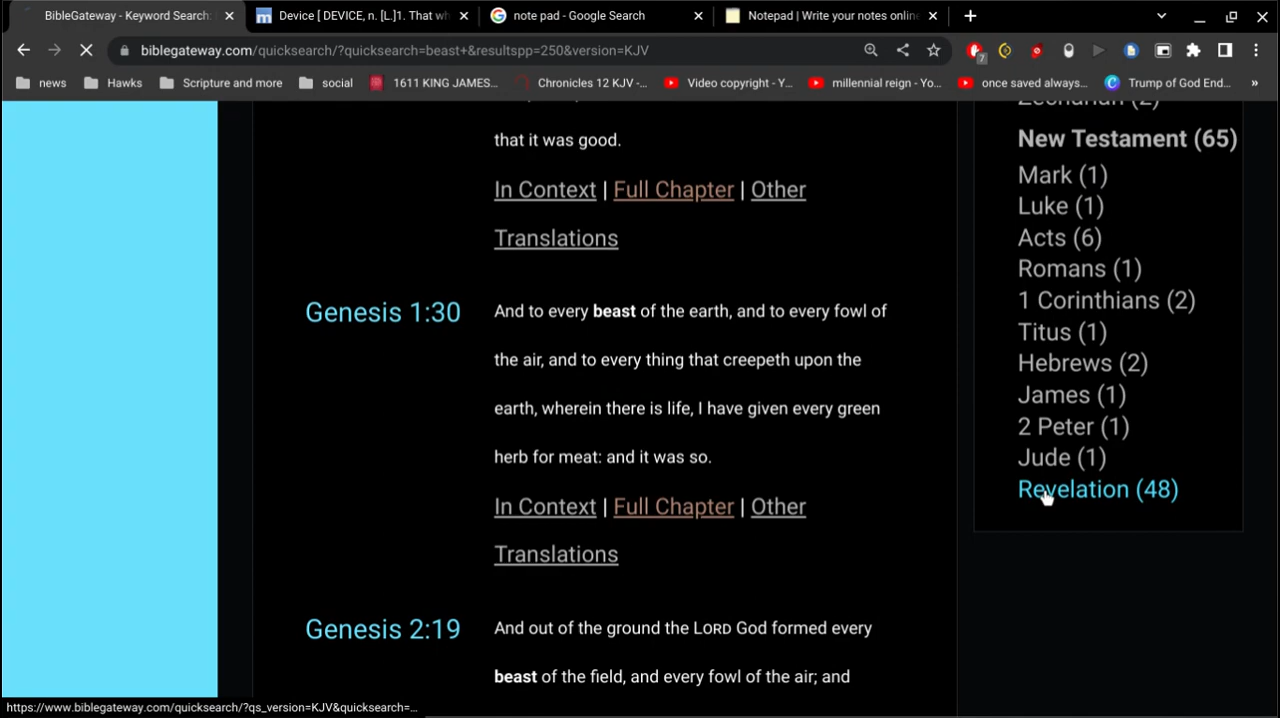 BibleGateway - Keyword Search:
Device [ DEVICE, n. [L.]1. That wh
note pad - Google Search
Notepad | Write your notes online
biblegateway.com/quicksearch/?quicksearch=beast+&resultspp=250&version=KJV
7
news
Hawks
Scripture and more
social
1611 KING JAMES...
Chronicles 12 KJV -...
Video copyright - Y...
millennial reign - Yo...
once saved always...
Trump of God End...
»
that it was good.
In Context | Full Chapter | Other
Translations
Genesis 1:30
And to every beast of the earth, and to every fowl of
the air, and to every thing that creepeth upon the
earth, wherein there is life, I have given every green
herb for meat: and it was so.
In Context | Full Chapter | Other
Translations
Genesis 2:19
And out of the ground the LORD God formed every
beast of the field, and every fowl of the air; and
Zechariah (2)
New Testament (65)
Mark (1)
Luke (1)
Acts (6)
Romans (1)
1 Corinthians (2)
Titus (1)
Hebrews (2)
James (1)
2 Peter (1)
Jude (1)
Revelation (48)
https://www.biblegateway.com/quicksearch/?qs_version=KJV&quicksearch=...